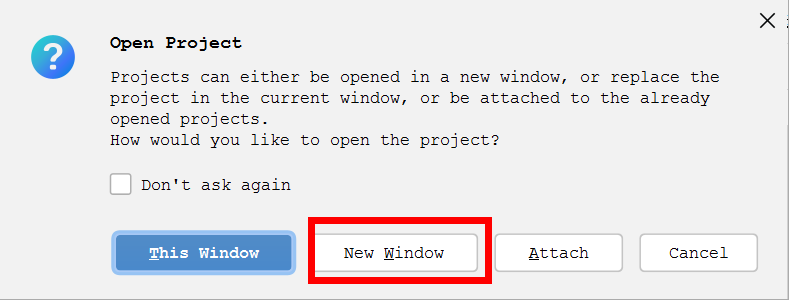 Open Project
Projects can either be opened in a new window, or replace the
project in the current window, or be attached to the already
opened projects.
How would you like to open the project?
Don't ask again
This Window
New Window
Attach
Cancel